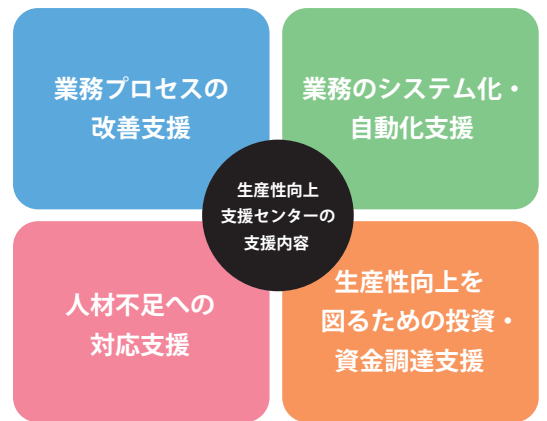 業務プロセスの
改善支援
業務のシステム化・
自動化支援
生産性向上
支援センターの
支援内容
人材不足への
対応支援
生産性向上を
図るための投資・
資金調達支援